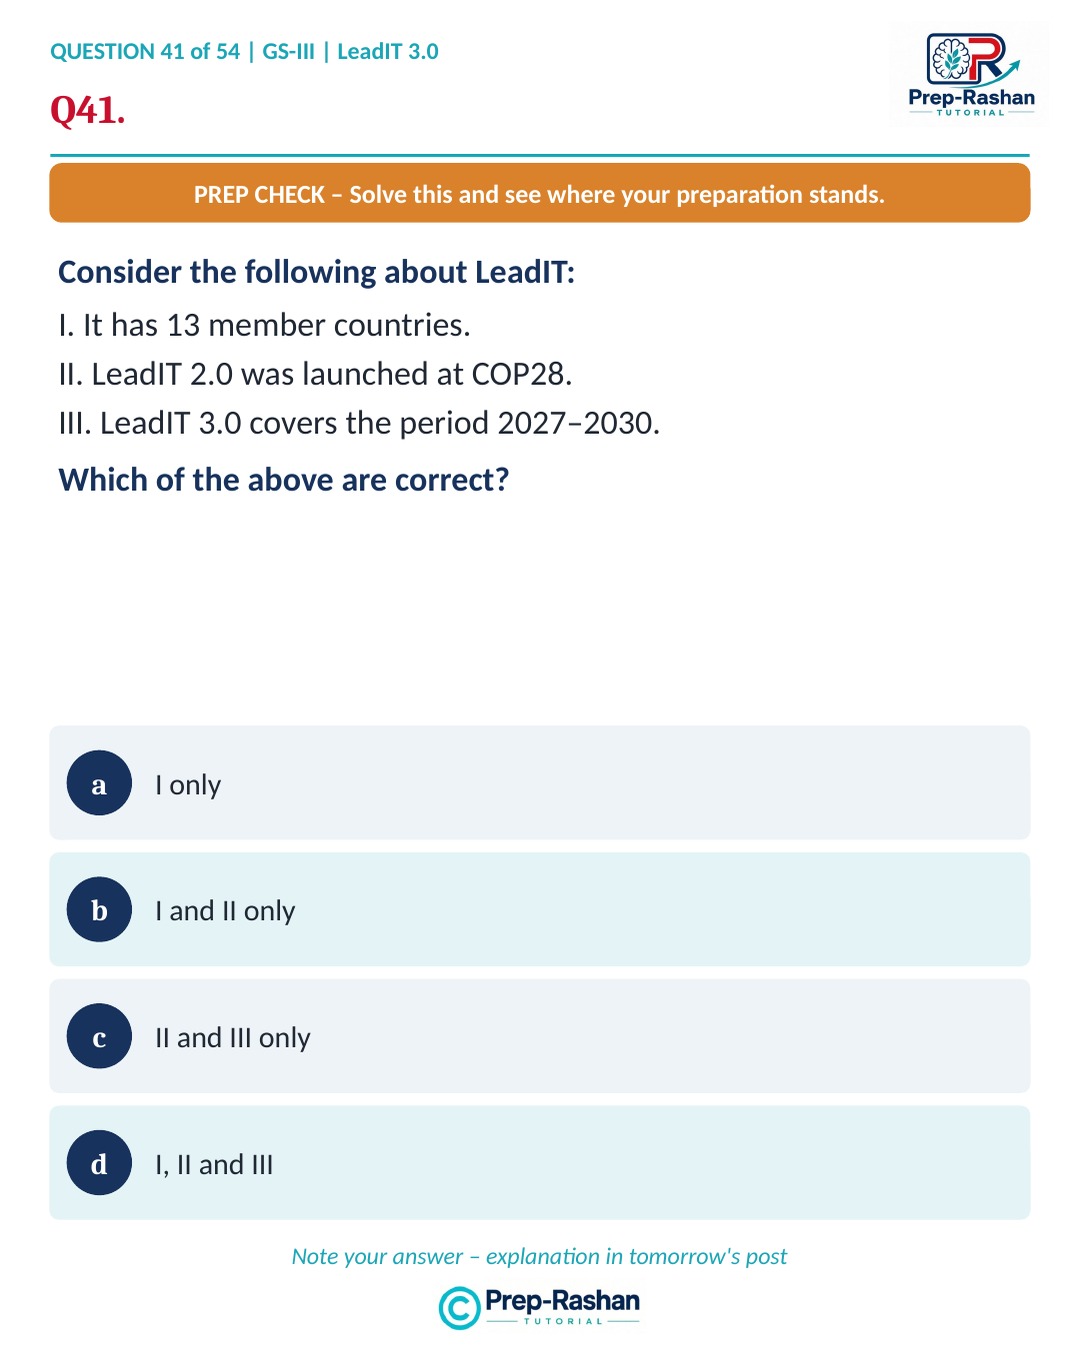 QUESTION 41 of 54 | GS-III | LeadIT 3.0
Q41.
Prep-Rashan
TUTORIAL
PREP CHECK – Solve this and see where your preparation stands.
Consider the following about LeadIT:
I. It has 13 member countries.
II. LeadIT 2.0 was launched at COP28.
III. LeadIT 3.0 covers the period 2027–2030.
Which of the above are correct?
a I only
b I and II only
c II and III only
d I, II and III
Note your answer – explanation in tomorrow's post
© Prep-Rashan
TUTORIAL